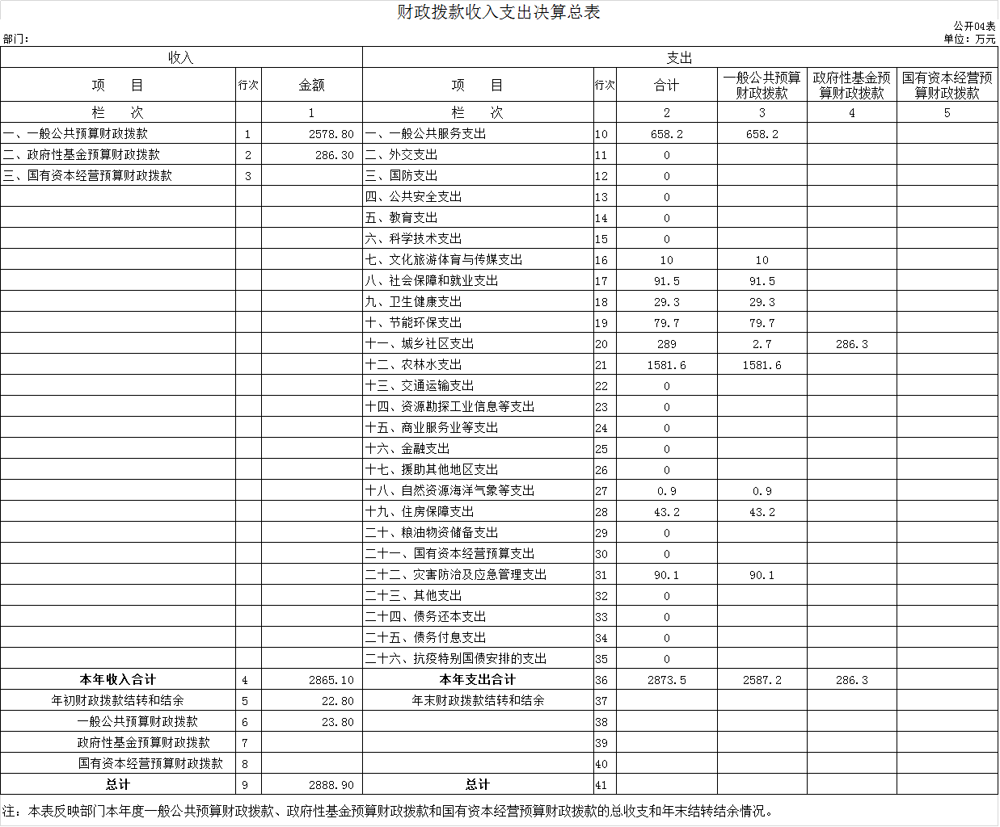 财政拨款收入支出决算总表
公开04表
部门： 单位：万元
收入 支出
项 目 行次 金额 项 目 行次 合计 一般公共预算财政拨款 政府性基金预算财政拨款 国有资本经营预算财政拨款
栏 次 1 栏 次 2 3 4 5
一、一般公共预算财政拨款 1 2578.80 一、一般公共服务支出 10 658.2 658.2
二、政府性基金预算财政拨款 2 286.30 二、外交支出 11 0
三、国有资本经营预算财政拨款 3 三、国防支出 12 0
四、公共安全支出 13 0
五、教育支出 14 0
六、科学技术支出 15 0
七、文化旅游体育与传媒支出 16 10 10
八、社会保障和就业支出 17 91.5 91.5
九、卫生健康支出 18 29.3 29.3
十、节能环保支出 19 79.7 79.7
十一、城乡社区支出 20 289 2.7 286.3
十二、农林水支出 21 1581.6 1581.6
十三、交通运输支出 22 0
十四、资源勘探工业信息等支出 23 0
十五、商业服务业等支出 24 0
十六、金融支出 25 0
十七、援助其他地区支出 26 0
十八、自然资源海洋气象等支出 27 0.9 0.9
十九、住房保障支出 28 43.2 43.2
二十、粮油物资储备支出 29 0
二十一、国有资本经营预算支出 30 0
二十二、灾害防治及应急管理支出 31 90.1 90.1
二十三、其他支出 32 0
二十四、债务还本支出 33 0
二十五、债务付息支出 34 0
二十六、抗疫特别国债安排的支出 35 0
本年收入合计 4 2865.10 本年支出合计 36 2873.5 2587.2 286.3
年初财政拨款结转和结余 5 22.80 年末财政拨款结转和结余 37
一般公共预算财政拨款 6 23.80 38
政府性基金预算财政拨款 7 39
国有资本经营预算财政拨款 8 40
总计 9 2888.90 总计 41
注：本表反映部门本年度一般公共预算财政拨款、政府性基金预算财政拨款和国有资本经营预算财政拨款的总收支和年末结转结余情况。